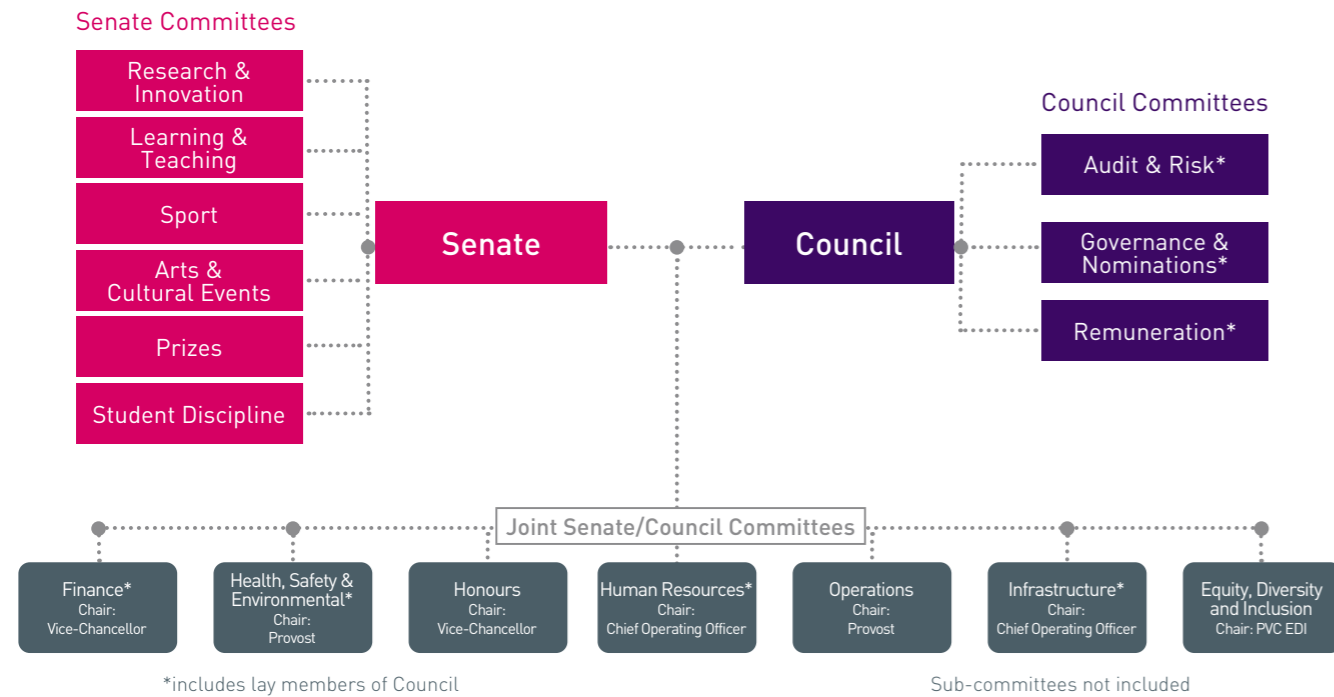 Senate Committees
Research &
Innovation
Learning &
Teaching
Sport
Arts &
Cultural Events
Prizes
Student Discipline
Senate
Council
Council Committees
Audit & Risk*
Governance &
Nominations*
Remuneration*
Joint Senate/Council Committees
Finance*
Chair:
Vice-Chancellor
Health, Safety &
Environmental*
Chair:
Provost
Honours
Chair:
Vice-Chancellor
Human Resources*
Chair:
Chief Operating Officer
Operations
Chair:
Provost
Infrastructure*
Chair:
Chief Operating Officer
Equity, Diversity
and Inclusion
Chair: PVC EDI
*includes lay members of Council
Sub-committees not included